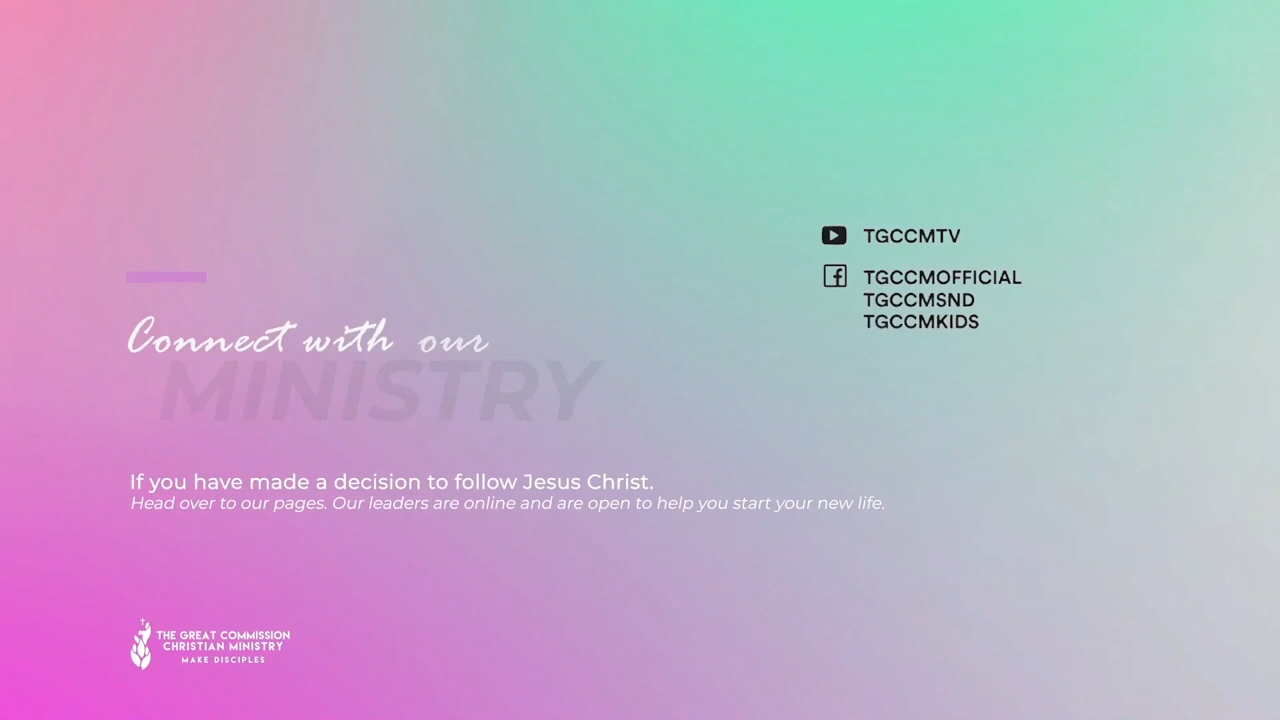 TGCCMTV
TGCCMOFFICIAL
TGCCMSND
TGCCMKIDS
Connect with our
MINISTRY
If you have made a decision to follow Jesus Christ.
Head over to our pages. Our leaders are online and are open to help you start your new life.
THE GREAT COMMISSION
CHRISTIAN MINISTRY
MAKE DISCIPLES